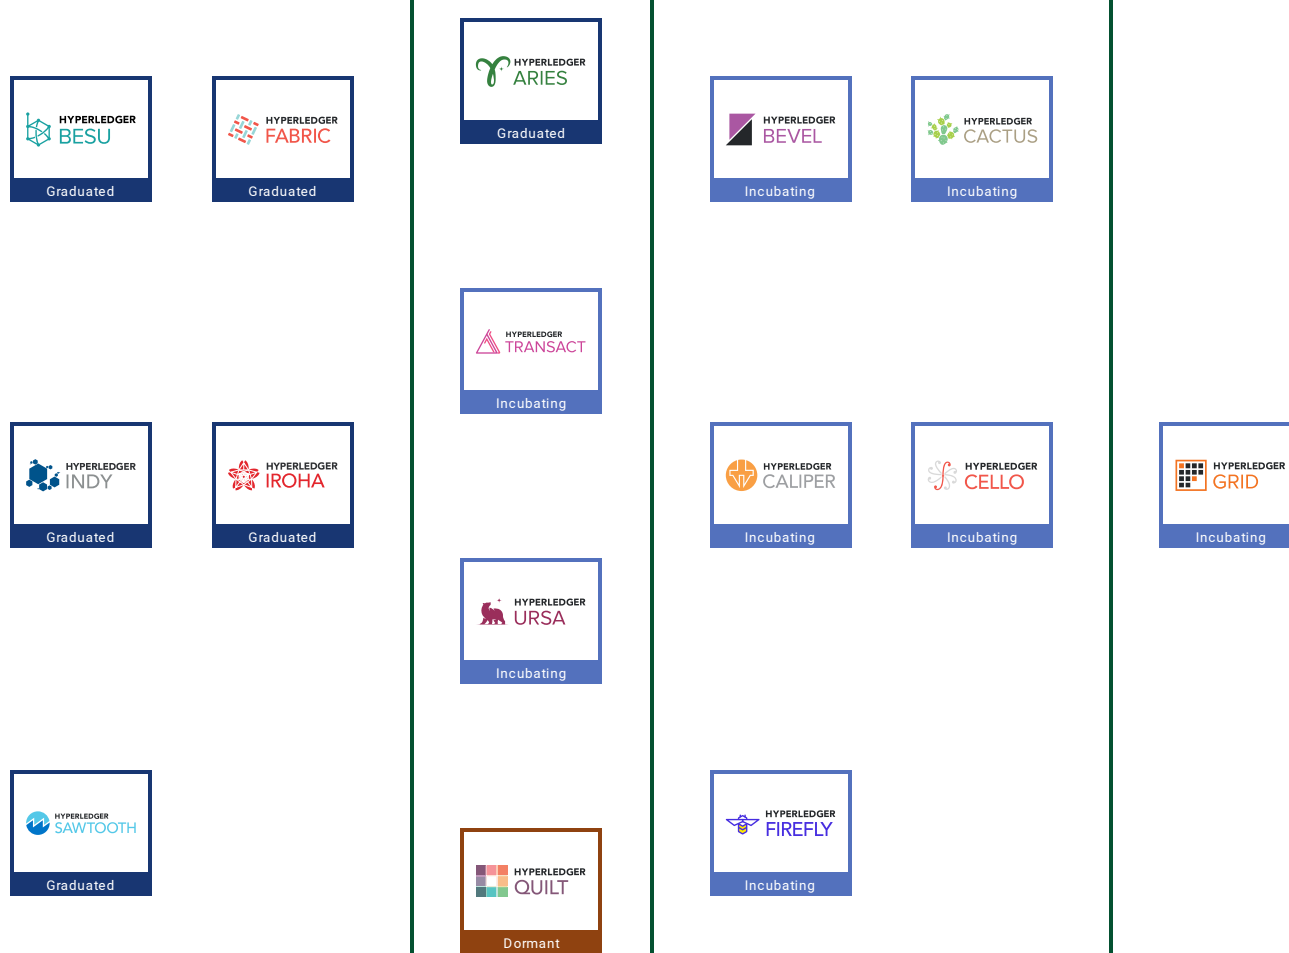 HYPERLEDGER
BESU
Graduated
HYPERLEDGER
FABRIC
Graduated
HYPERLEDGER
INDY
Graduated
HYPERLEDGER
IROHA
Graduated
HYPERLEDGER
SAWTOOTH
Graduated
HYPERLEDGER
ARIES
Graduated
HYPERLEDGER
TRANSACT
Incubating
HYPERLEDGER
URSA
Incubating
HYPERLEDGER
QUILT
Dormant
HYPERLEDGER
BEVEL
Incubating
HYPERLEDGER
CACTUS
Incubating
HYPERLEDGER
CALIPER
Incubating
HYPERLEDGER
CELLO
Incubating
HYPERLEDGER
FIREFLY
Incubating
HYPERLEDGER
GRID
Incubating